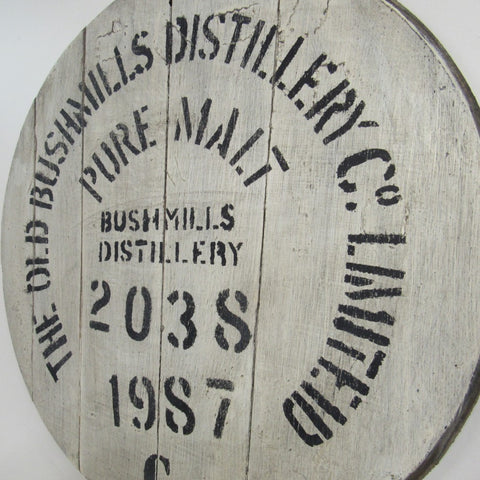 THE OLD BUSHMILLS DISTILLERY Co. LIMITED
PURE MALT
BUSHMILLS
DISTILLERY
2038
1987